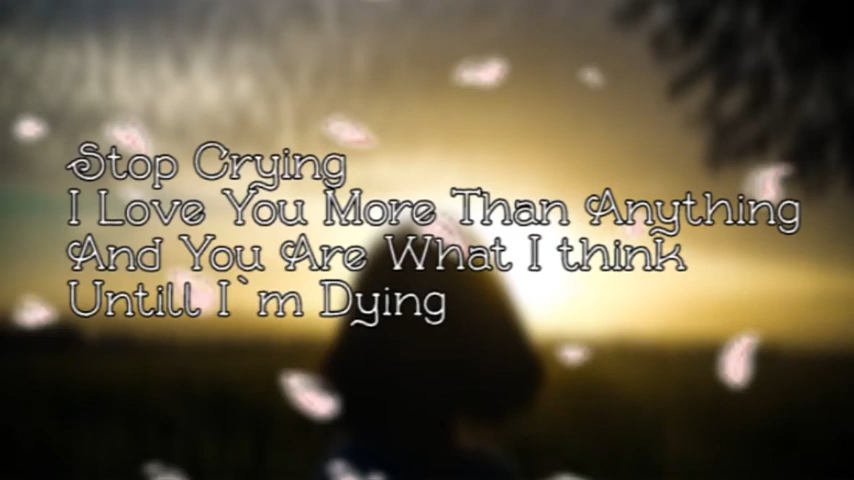 Stop Crying
I Love You More Than Anything
And You Are What I think
Untill I`m Dying